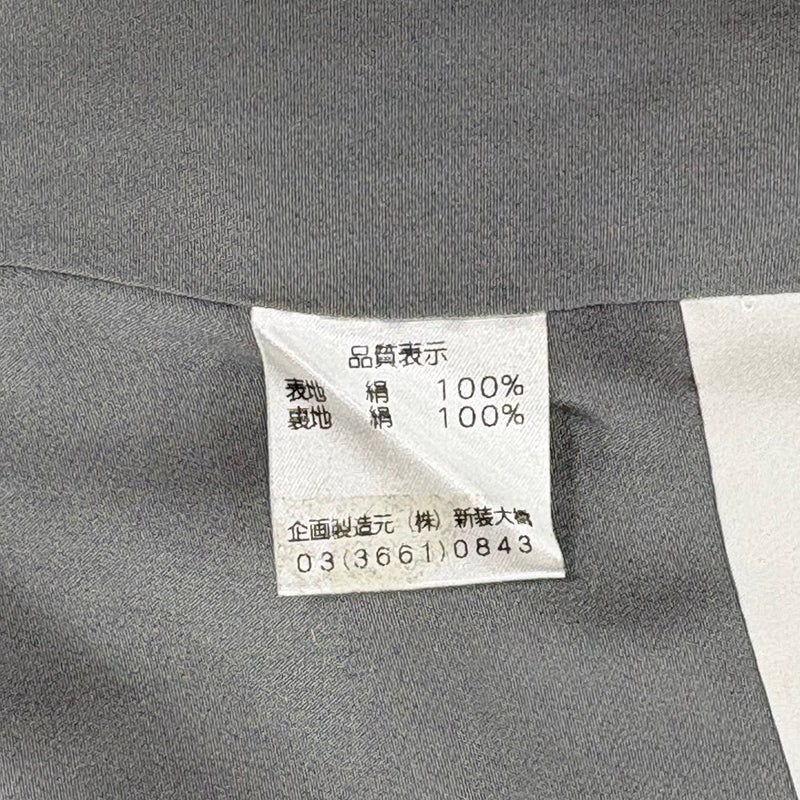 品質表示
表地 絹 100%
裏地 絹 100%
企画製造元 (株) 新装大橋
03(3661)0843